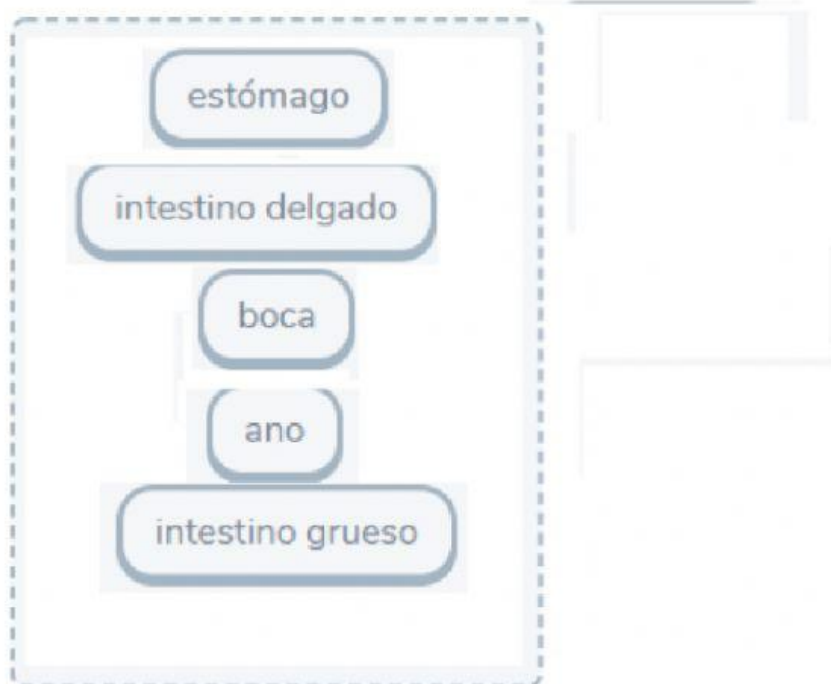 estómago
intestino delgado
boca
ano
intestino grueso